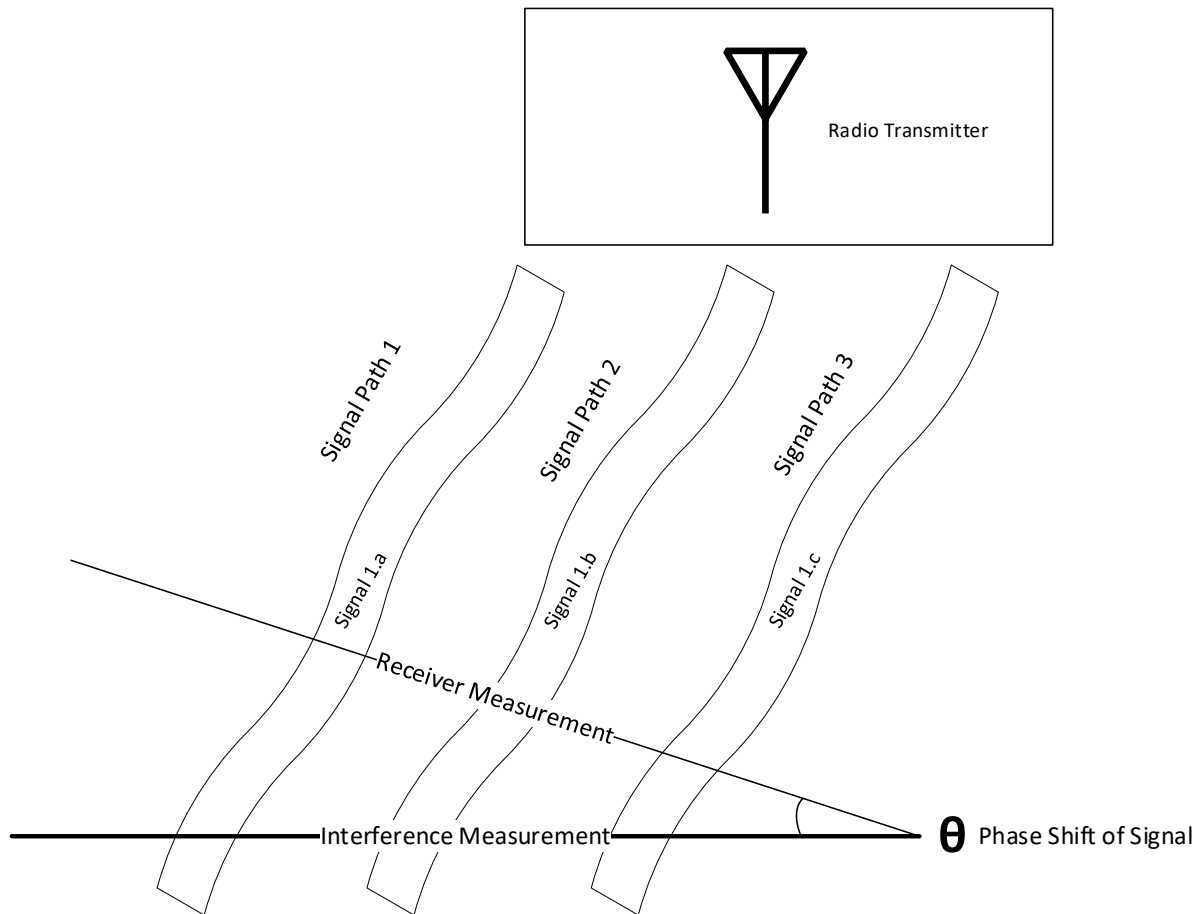 Radio Transmitter
Signal Path 1
Signal Path 2
Signal Path 3
Signal 1.a
Signal 1.b
Signal 1.c
Receiver Measurement
Interference Measurement
θ Phase Shift of Signal